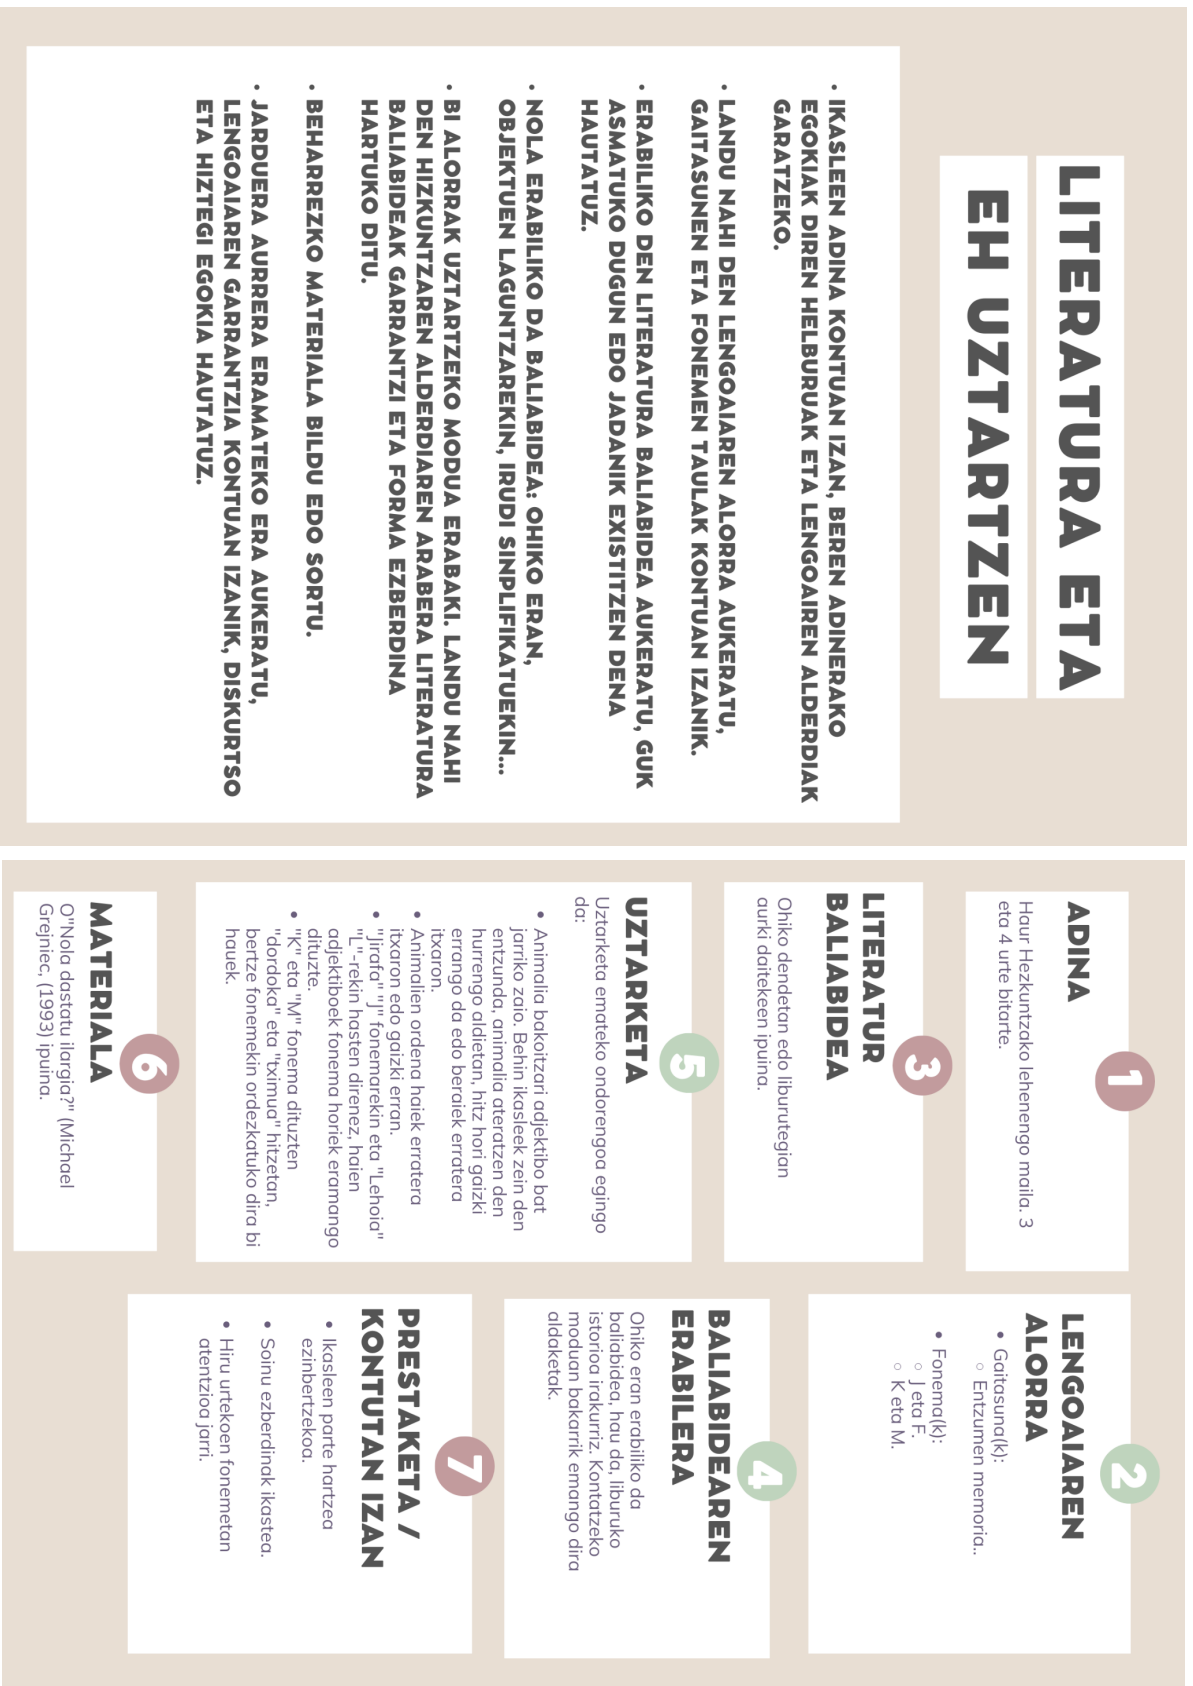 LITERATURA ETA
EH UZTARTZEN
• IKASLEEN ADINA KONTUAN IZAN, BEREN ADINERAKO
EGOKIAK DIREN HELBURUAK ETA LENGOAIREN ALDERDIAK
GARATZEKO.
• LANDU NAHI DEN LENGOAIAREN ALORRA AUKERATU,
GAITASUNEN ETA FONEMEN TAULAK KONTUAN IZANIK.
• ERABILIKO DEN LITERATURA BALIABIDEA AUKERATU, GUK
ASMATUKO DUGUN EDO JADANIK EXISTITZEN DENA
HAUTATUZ.
• NOLA ERABILIKO DA BALIABIDEA: OHIKO ERAN,
OBJEKTUEN LAGUNTZAREKIN, IRUDI SINPLIFIKATUEKIN...
• BI ALORRAK UZTARTZEKO MODUA ERABAKI. LANDU NAHI
DEN HIZKUNTZAREN ALDERDIAREN ARABERA LITERATURA
BALIABIDEAK GARRANTZI ETA FORMA EZBERDINA
HARTUKO DITU.
• BEHARREZKO MATERIALA BILDU EDO SORTU.
• JARDUERA AURRERA ERAMATEKO ERA AUKERATU,
LENGOAIAREN GARRANTZIA KONTUAN IZANIK, DISKURTSO
ETA HIZTEGI EGOKIA HAUTATUZ.
1
ADINA
Haur Hezkuntzako lehenengo maila. 3
eta 4 urte bitarte.
2
LENGOAIAREN
ALORRA
• Gaitasuna(k):
○ Entzumen memoria..
• Fonema(k):
○ J eta F.
○ K eta M.
3
LITERATUR
BALIABIDEA
Ohiko dendetan edo liburutegian
aurki daitekeen ipuina.
4
BALIABIDEAREN
ERABILERA
Ohiko eran erabiliko da
baliabidea, hau da, liburuko
istorioa irakurriz. Kontatzeko
moduan bakarrik emango dira
aldaketak.
5
UZTARKETA
Uztarketa emateko ondorengoa egingo
da:
• Animalia bakoitzari adjektibo bat
jarriko zaio. Behin ikasleek zein den
entzunda, animalia ateratzen den
hurrengo aldietan, hitz hori gaizki
errango da edo beraiek erratera
itxaron.
• Animalien ordena haiek erratera
itxaron edo gaizki erran.
• "Jirafa" "J" fonemarekin eta "Lehoia"
"L"-rekin hasten direnez, haien
adjektiboek fonema horiek eramango
dituzte.
• "K" eta "M" fonema dituzten
"dordoka" eta "tximua" hitzetan,
bertze fonemekin ordezkatuko dira bi
hauek.
6
MATERIALA
O"Nola dastatu ilargia?" (Michael
Grejniec, (1993) ipuina.
7
PRESTAKETA /
KONTUTAN IZAN
• Ikasleen parte hartzea
ezinbertzekoa.
• Soinu ezberdinak ikastea.
• Hiru urtekoen fonemetan
atentzioa jarri.